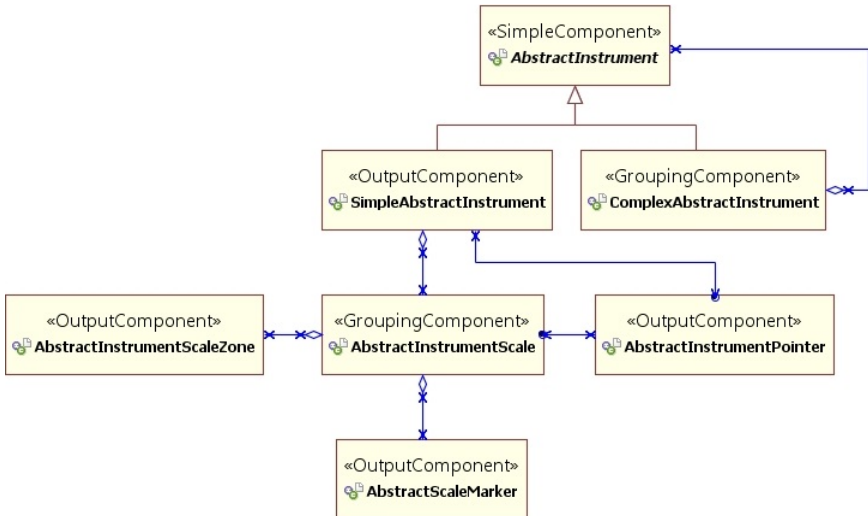 «SimpleComponent»
AbstractInstrument
«OutputComponent»
SimpleAbstractInstrument
«GroupingComponent»
ComplexAbstractInstrument
«OutputComponent»
AbstractInstrumentScaleZone
«GroupingComponent»
AbstractInstrumentScale
«OutputComponent»
AbstractInstrumentPointer
«OutputComponent»
AbstractScaleMarker